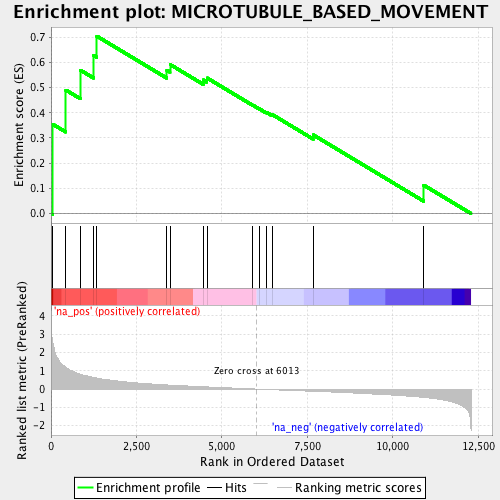 Enrichment plot: MICROTUBULE_BASED_MOVEMENT
Enrichment score (ES)
0.7
0.6
0.5
0.4
0.3
0.2
0.1
0.0
'na_pos' (positively correlated)
Ranked list metric (PreRanked)
4
3
2
1
0
-1
-2
Zero cross at 6013
'na_neg' (negatively correlated)
0
2,500
5,000
7,500
10,000
12,500
Rank in Ordered Dataset
Enrichment profile
Hits
Ranking metric scores